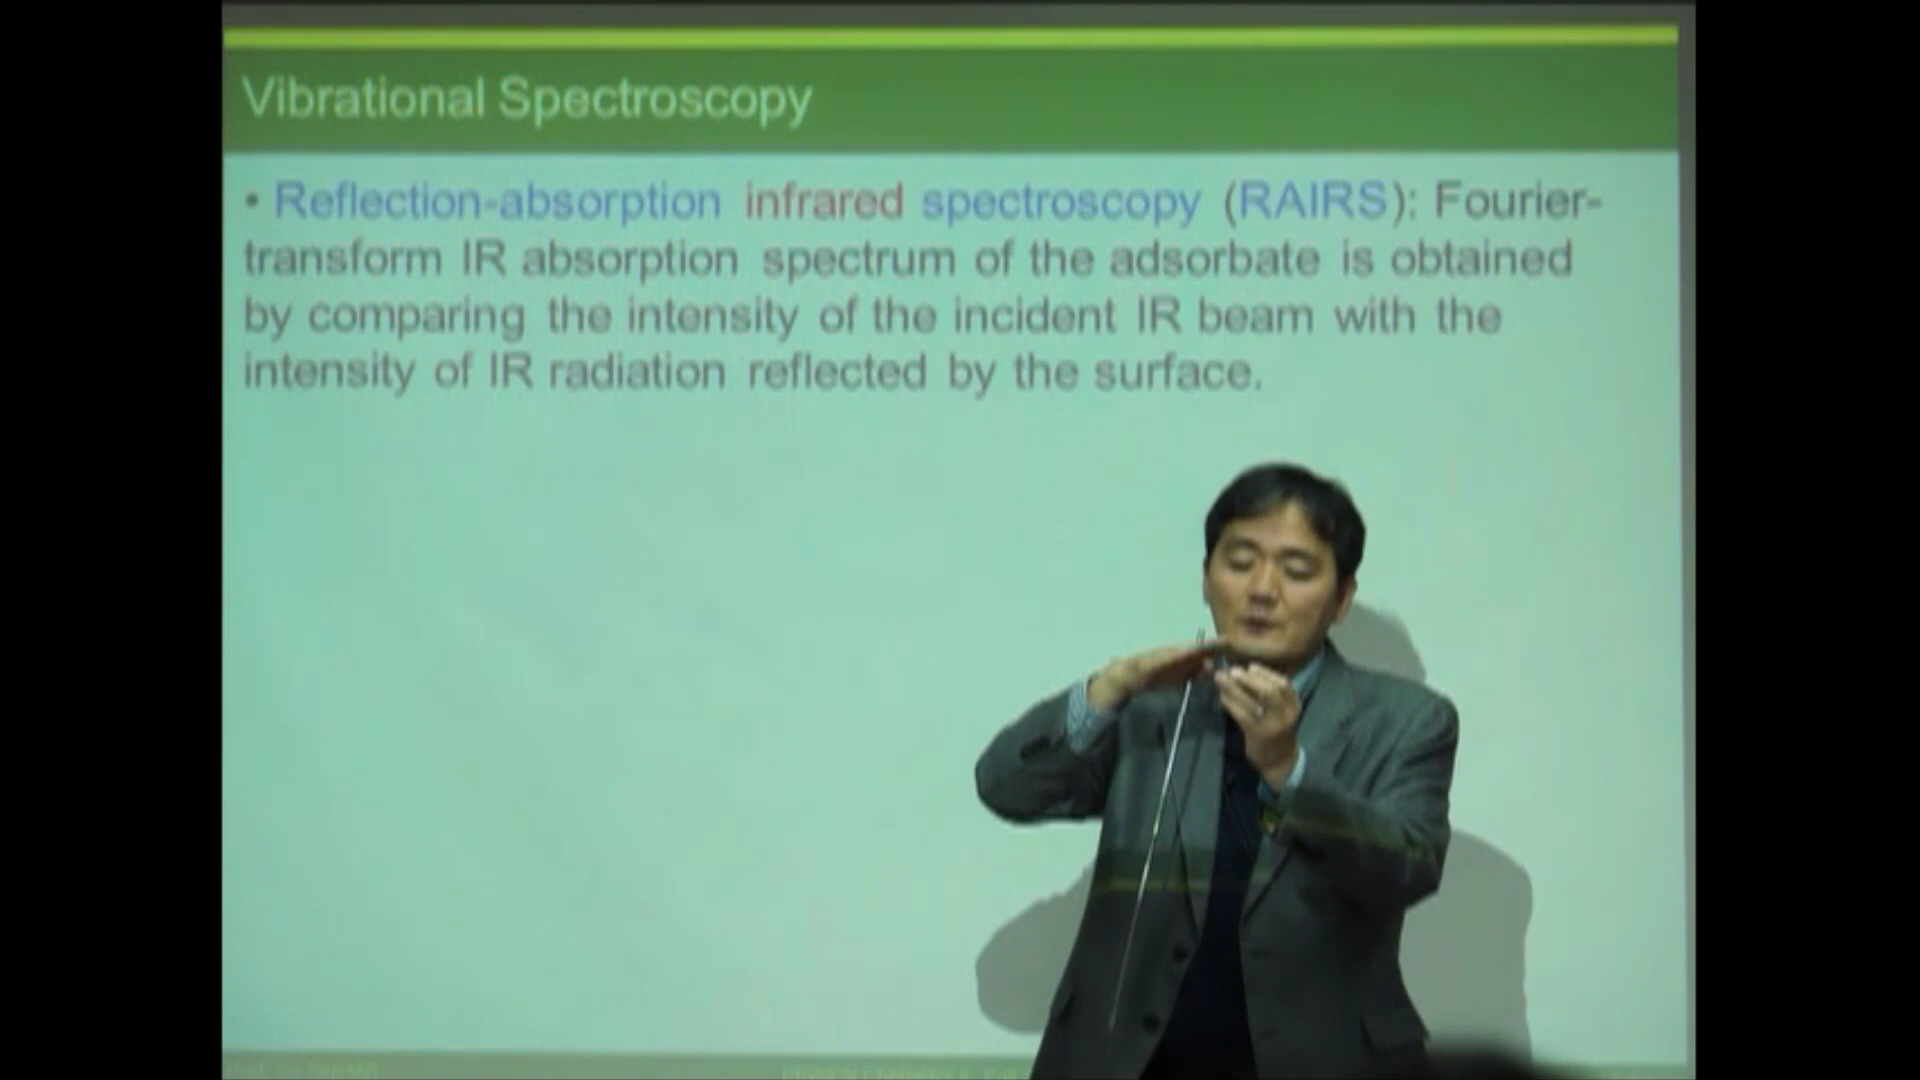 Vibrational Spectroscopy
• Reflection-absorption infrared spectroscopy (RAIRS): Fourier-
transform IR absorption spectrum of the adsorbate is obtained
by comparing the intensity of the incident IR beam with the
intensity of IR radiation reflected by the surface.